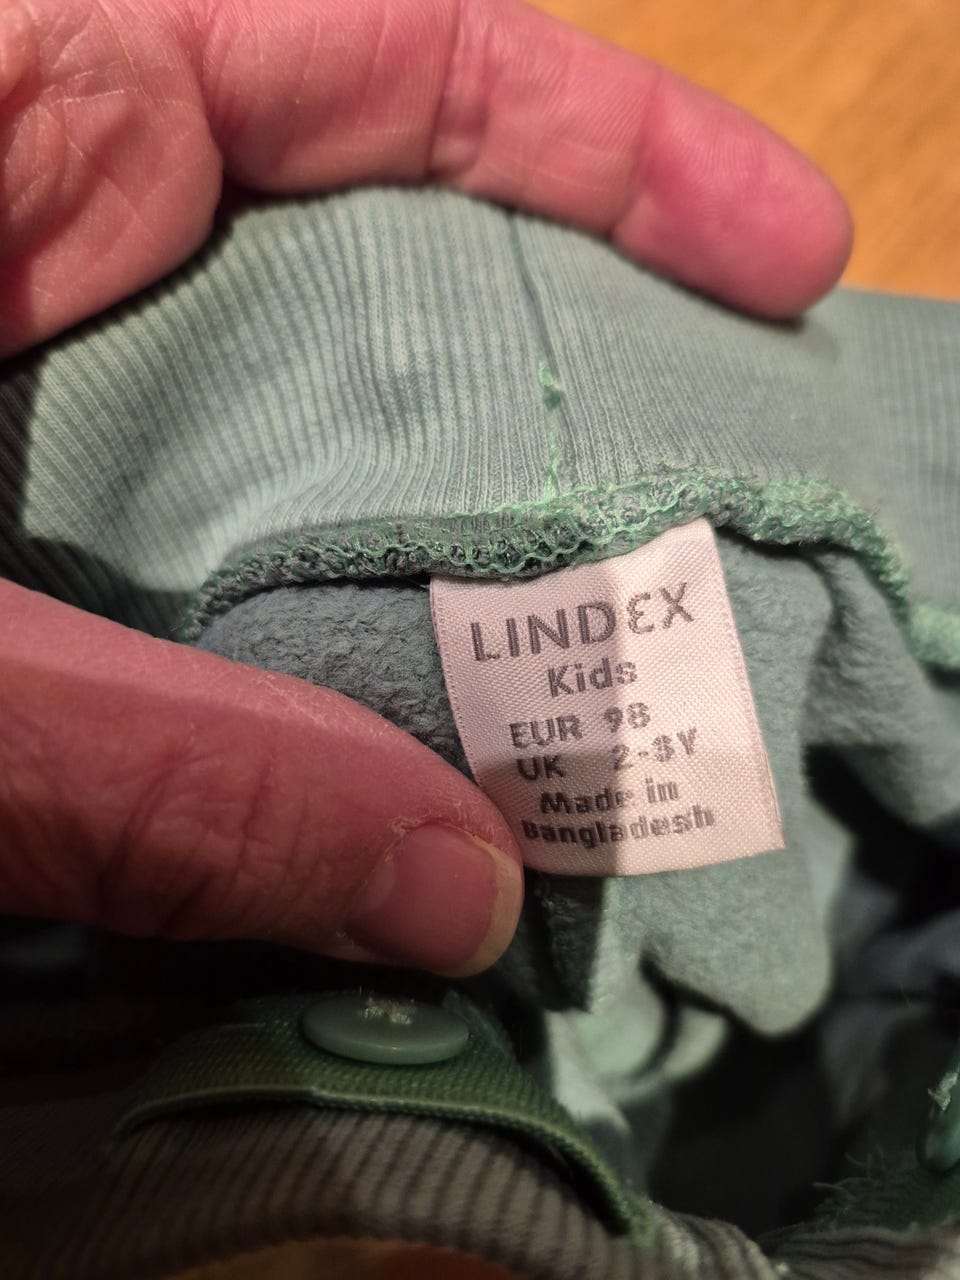 LINDEX
Kids
EUR 98
UK 2-3Y
Made in
Bangladesh